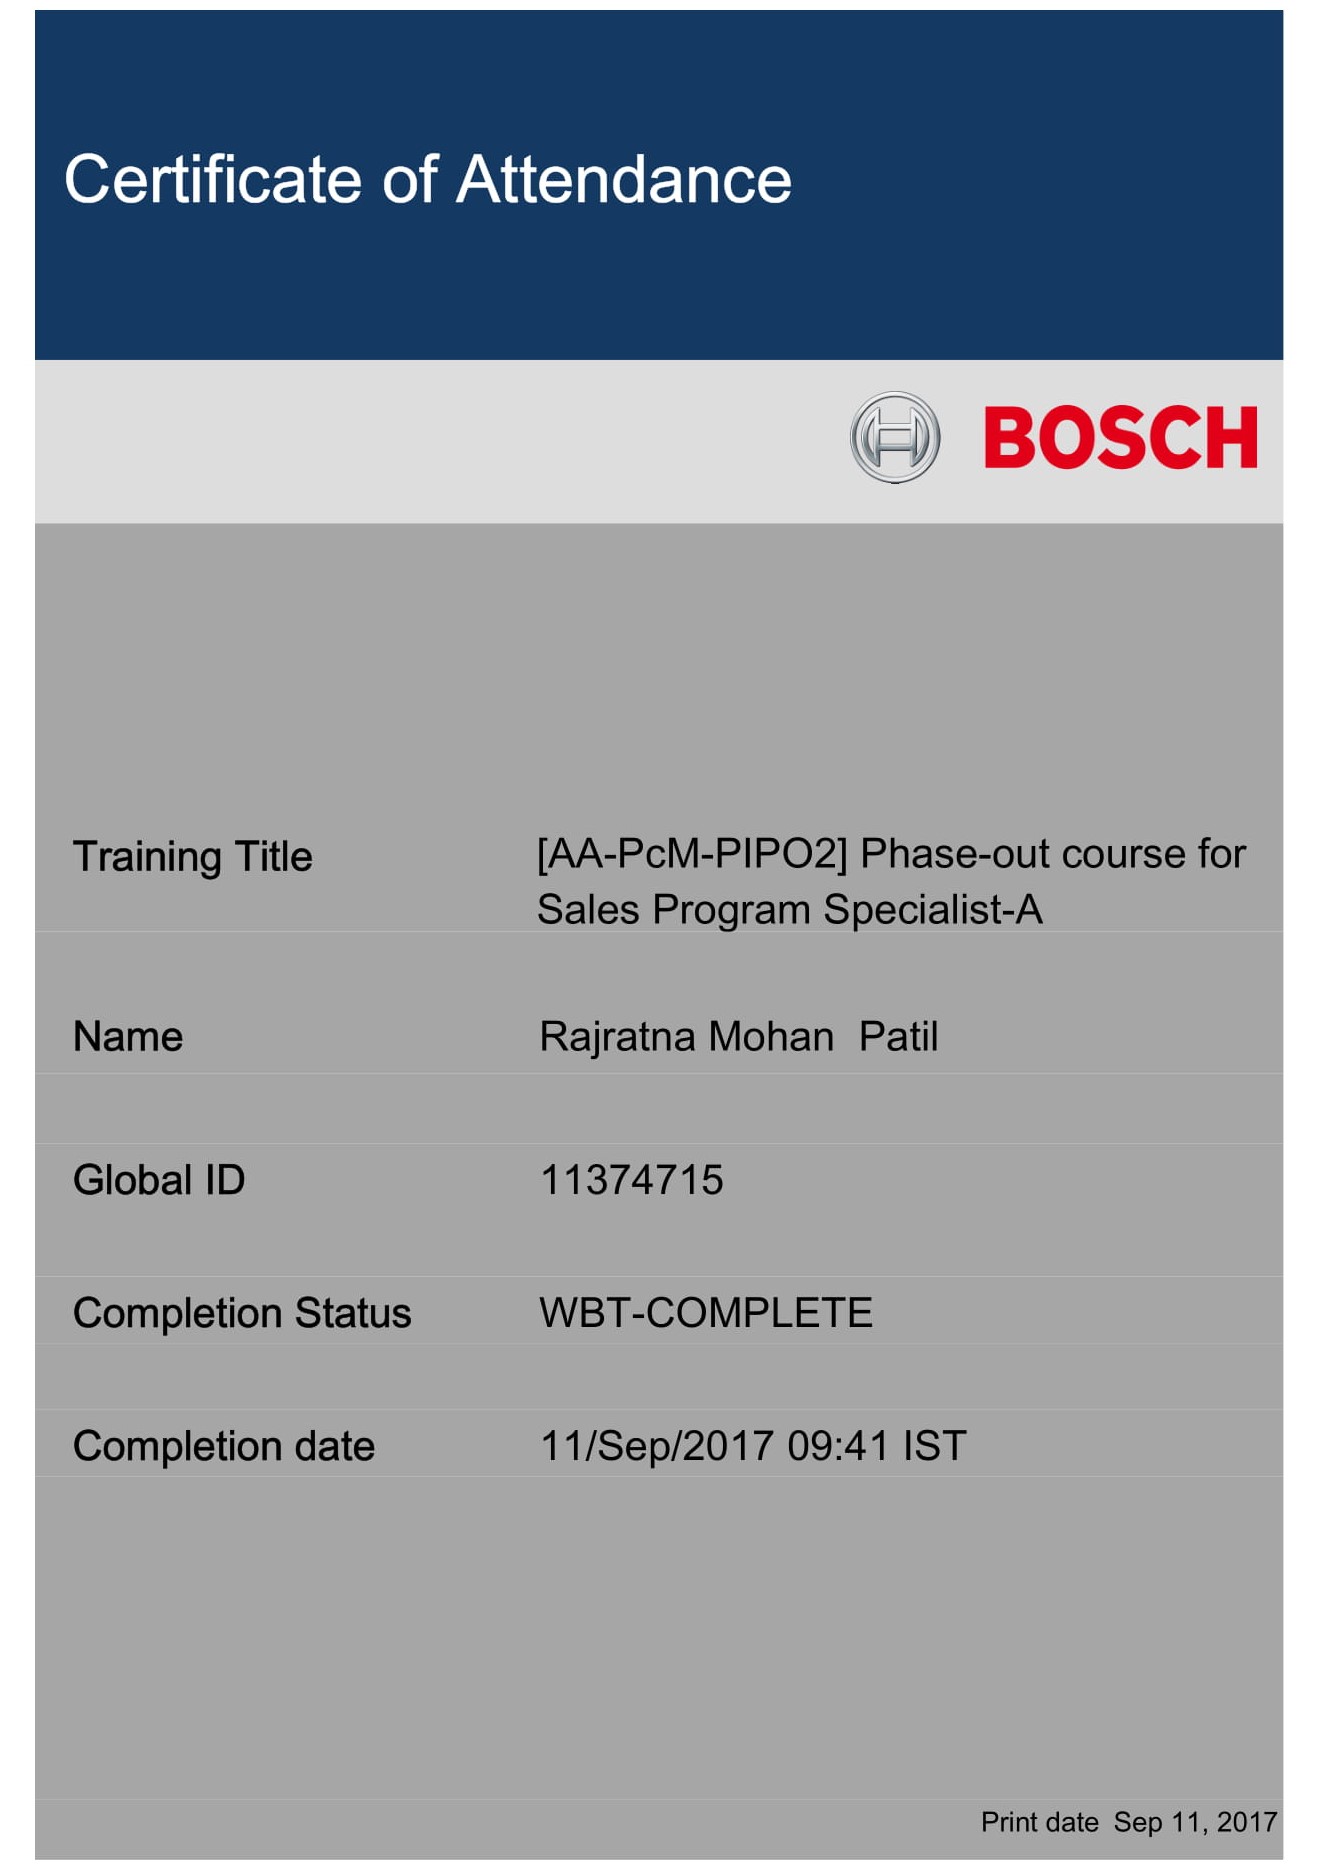 Certificate of Attendance
BOSCH
Training Title [AA-PcM-PIPO2] Phase-out course for
Sales Program Specialist-A
Name Rajratna Mohan  Patil
Global ID 11374715
Completion Status WBT-COMPLETE
Completion date 11/Sep/2017 09:41 IST
Print date  Sep 11, 2017